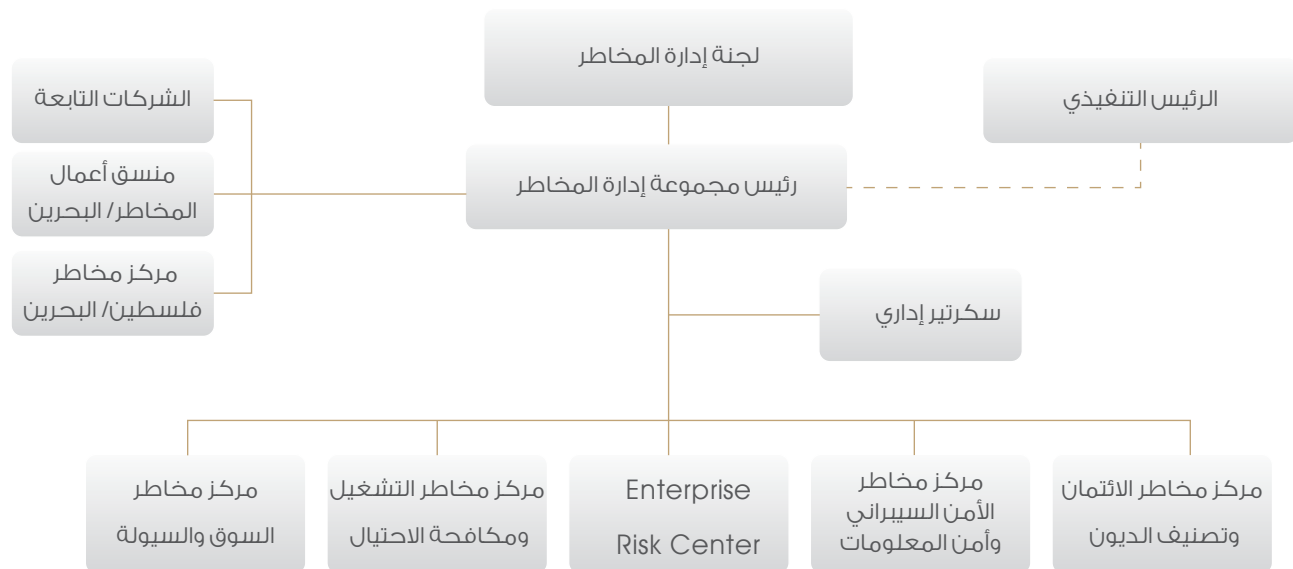 لجنة إدارة المخاطر
الرئيس التنفيذي
رئيس مجموعة إدارة المخاطر
الشركات التابعة
منسق أعمال
المخاطر/ البحرين
مركز مخاطر
فلسطين/ البحرين
سكرتير إداري
مركز مخاطر الائتمان
وتصنيف الديون
مركز مخاطر
الأمن السيبراني
وأمن المعلومات
Enterprise
Risk Center
مركز مخاطر التشغيل
ومكافحة الاحتيال
مركز مخاطر
السوق والسيولة